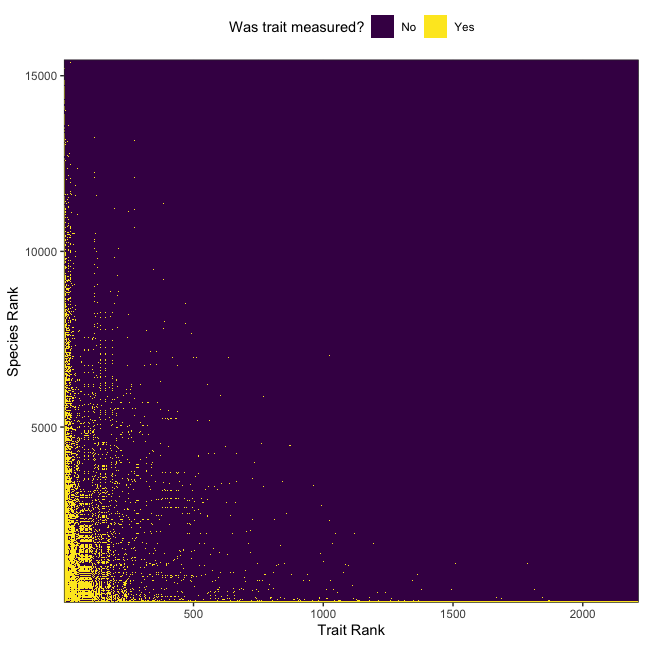 Was trait measured? No Yes
15000
10000
5000
Species Rank
500 1000 1500 2000
Trait Rank